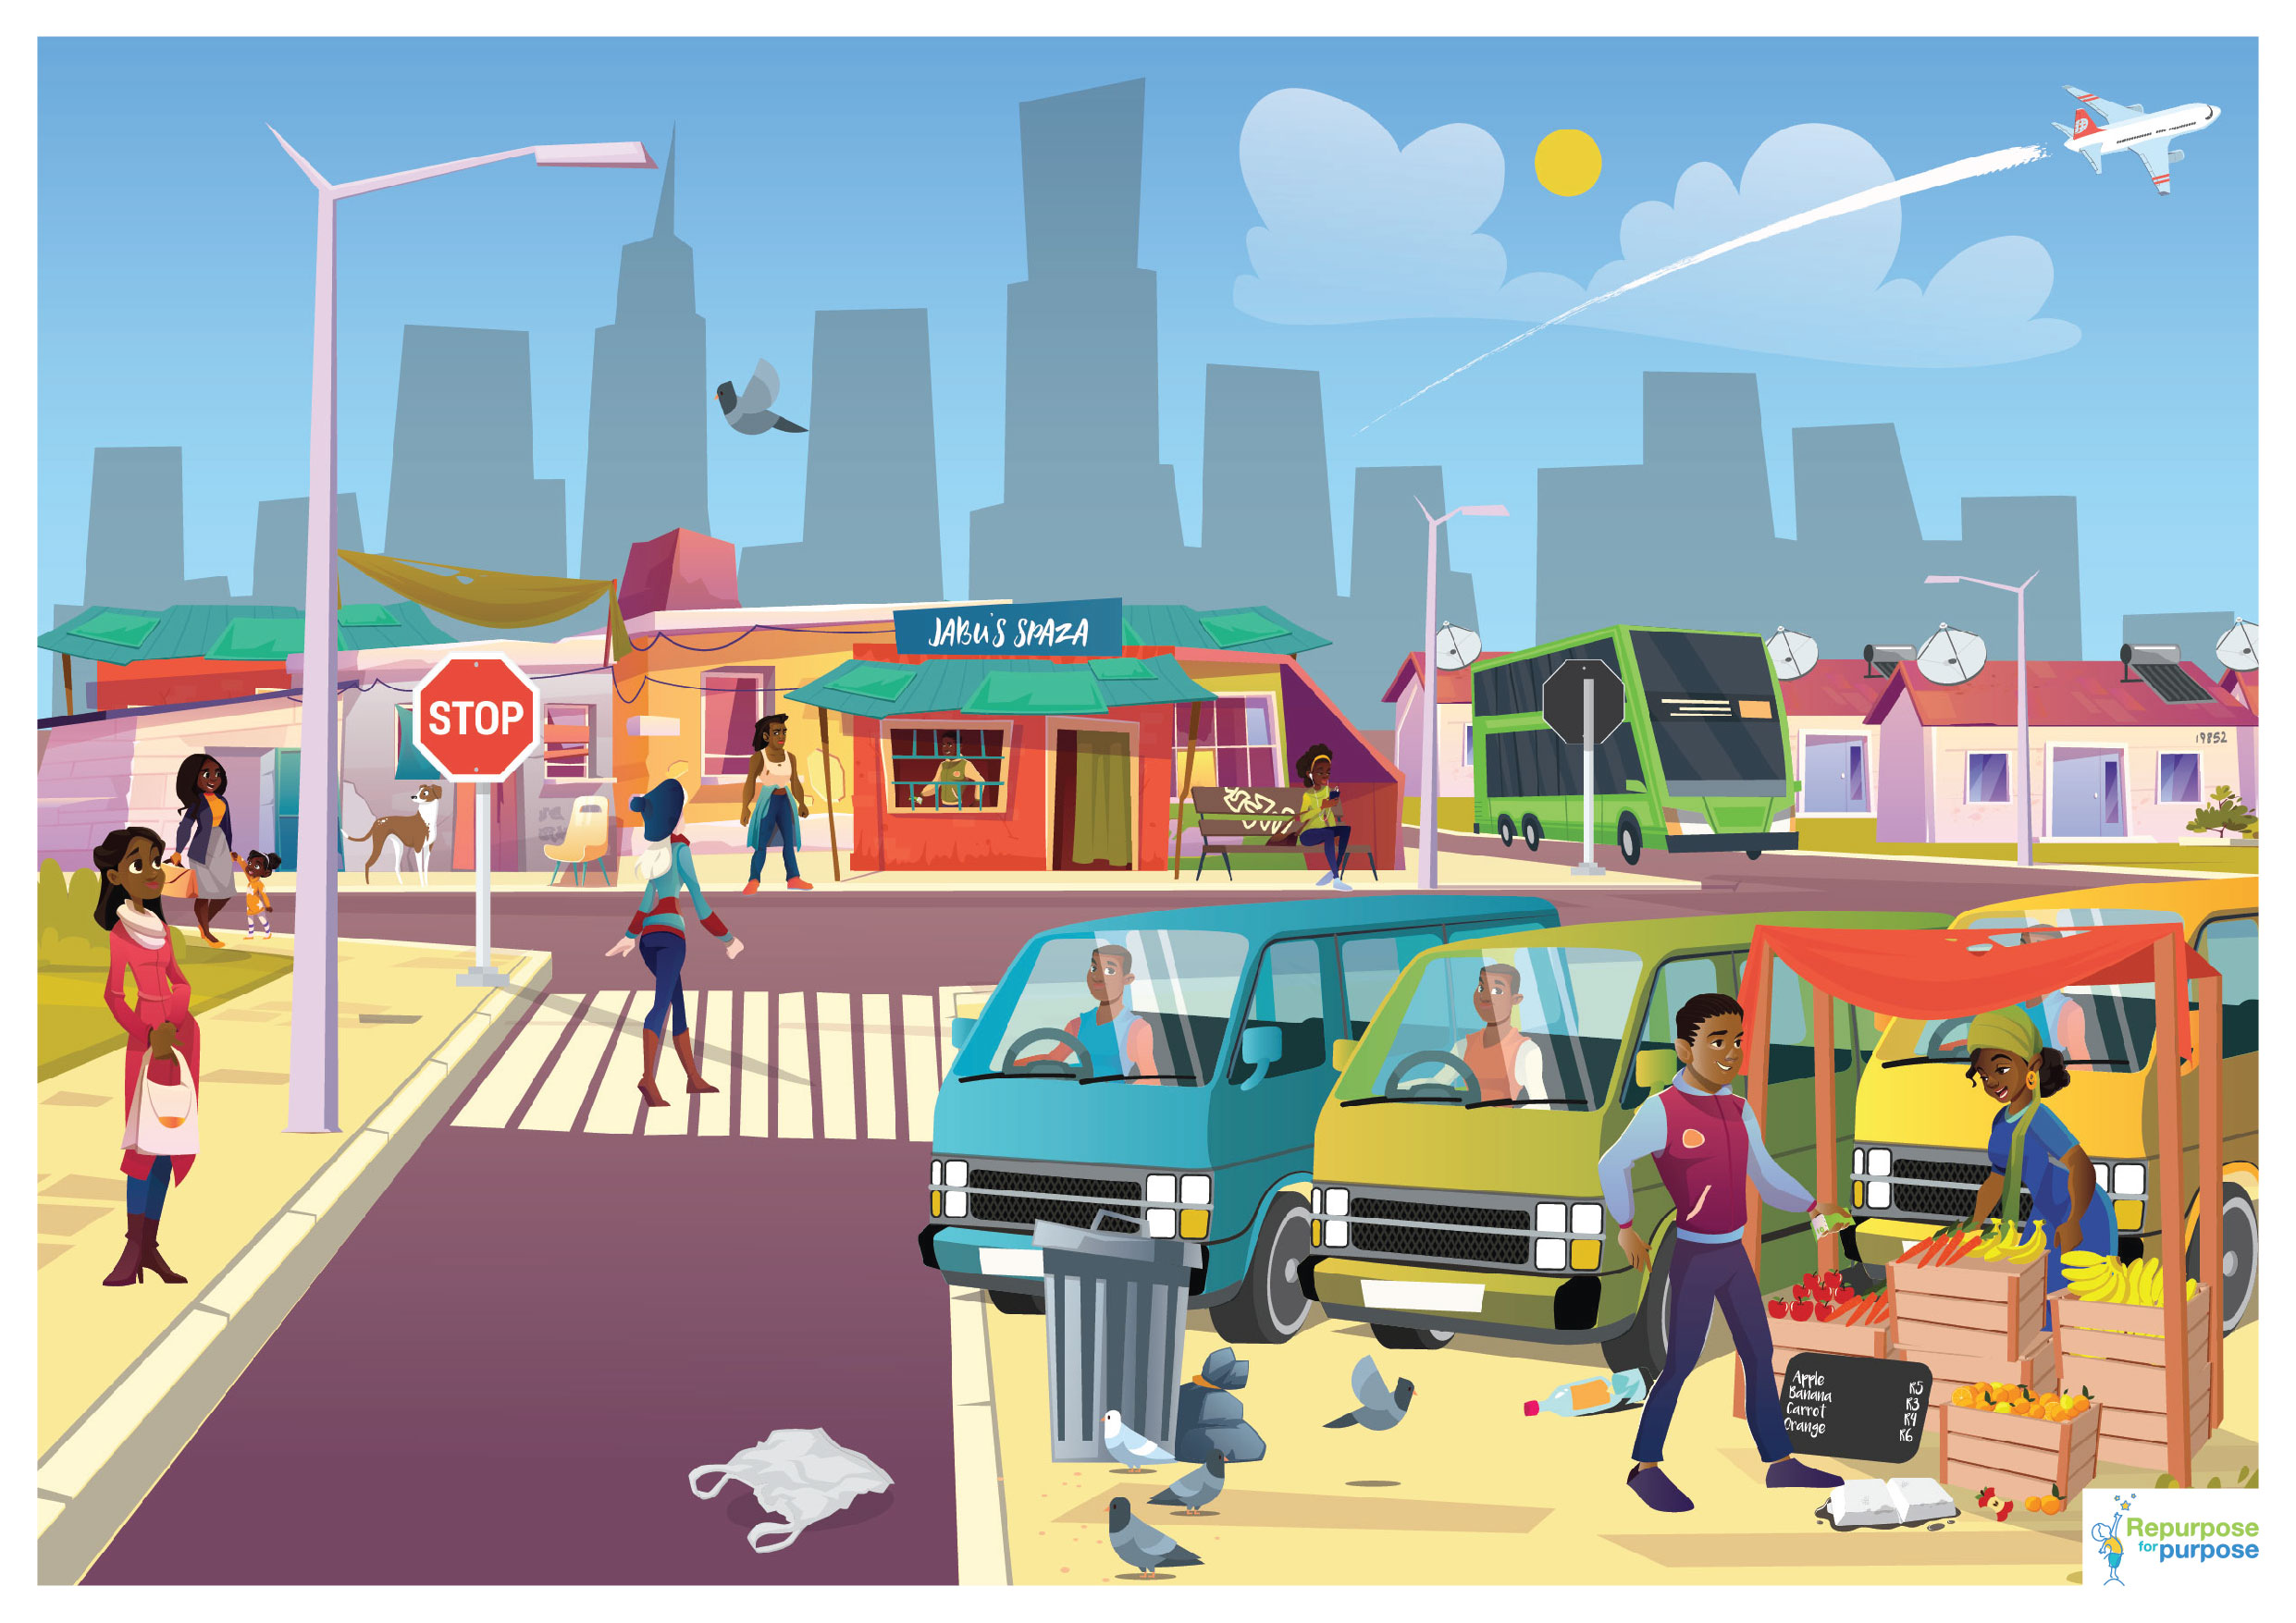 JABU'S SPAZA
STOP
19852
Apple R5
Banana R3
Carrot R4
Orange R6
Repurpose
for purpose